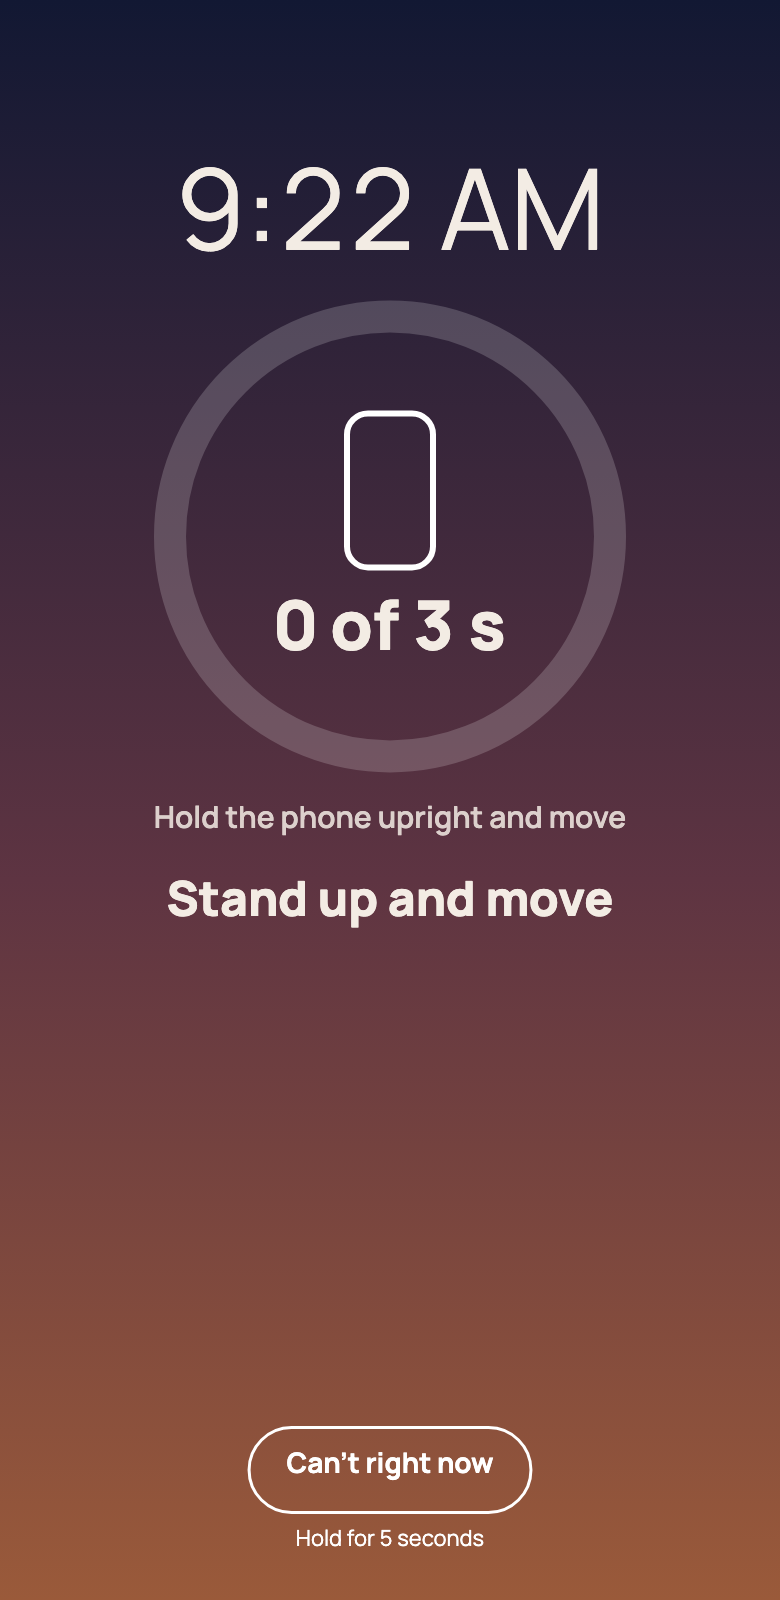 9:22 AM
0 of 3 s
Hold the phone upright and move
Stand up and move
Can't right now
Hold for 5 seconds